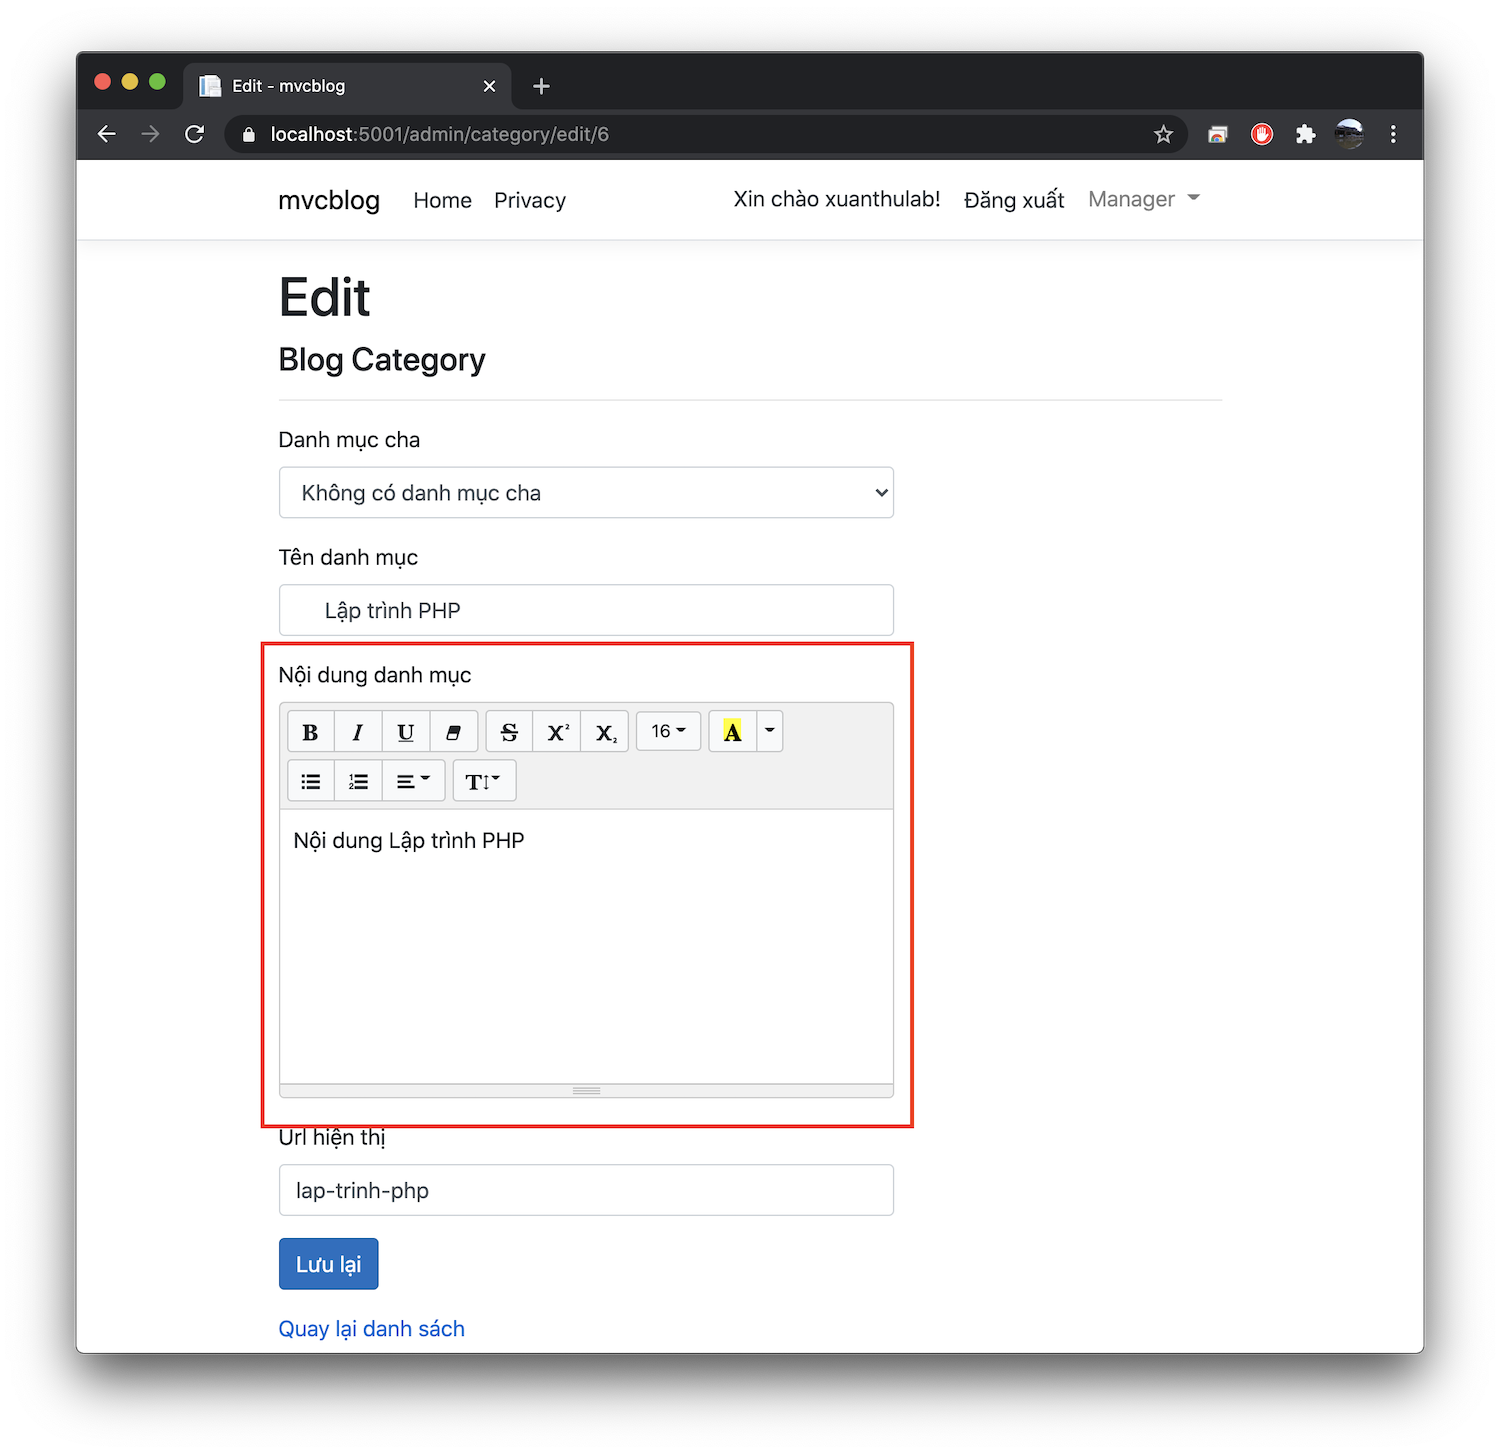 Edit - mvcblog
localhost:5001/admin/category/edit/6
mvcblog Home Privacy Xin chào xuanthulab! Đăng xuất Manager
Edit
Blog Category
Danh mục cha
Không có danh mục cha
Tên danh mục
Lập trình PHP
Nội dung danh mục
B I U S X² X₂ 16 A
T
Nội dung Lập trình PHP
Url hiện thị
lap-trinh-php
Lưu lại
Quay lại danh sách